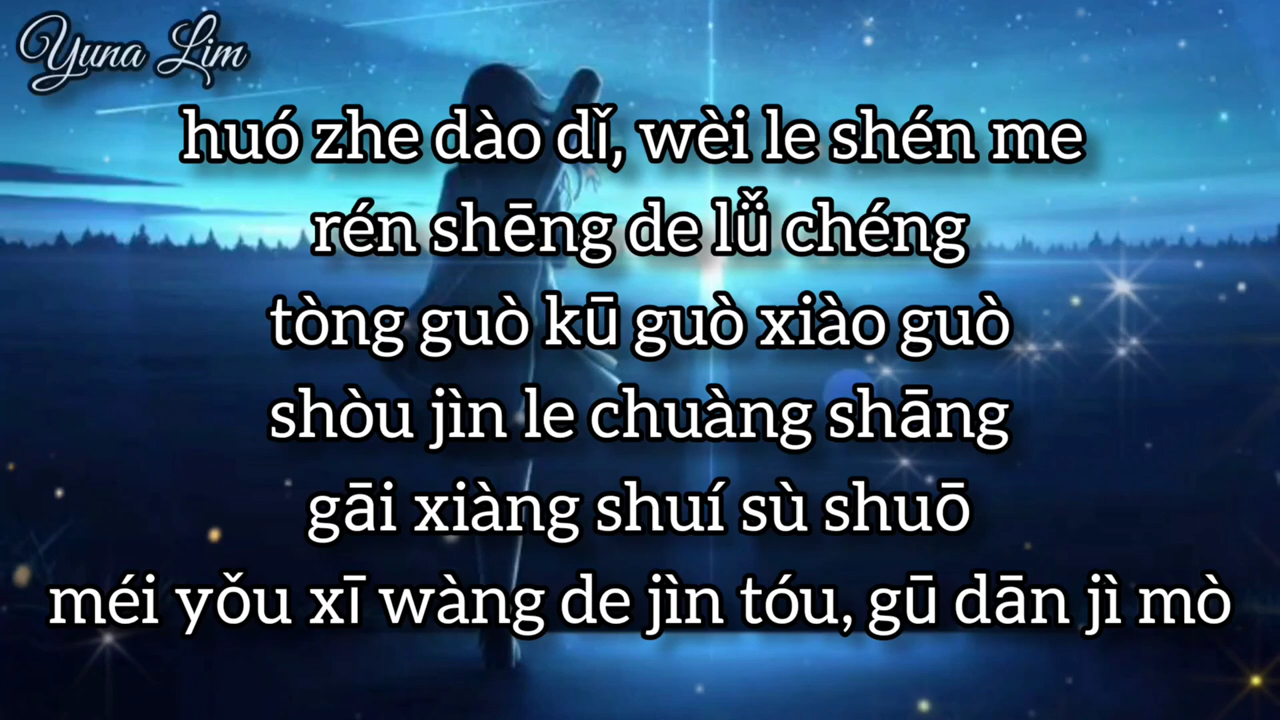 Yuna Lim
huó zhe dào dǐ, wèi le shén me
rén shēng de lǚ chéng
tòng guò kū guò xiào guò
shòu jìn le chuàng shāng
gāi xiàng shuí sù shuō
méi yǒu xī wàng de jìn tóu, gū dān jì mò